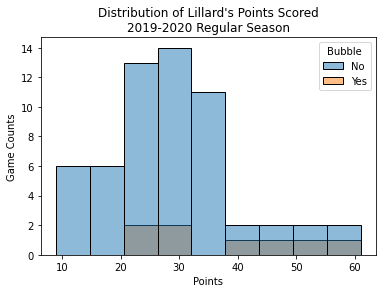 Distribution of Lillard's Points Scored
2019-2020 Regular Season
Bubble
No
Yes
14
12
10
8
6
4
2
0
Game Counts
10 20 30 40 50 60
Points